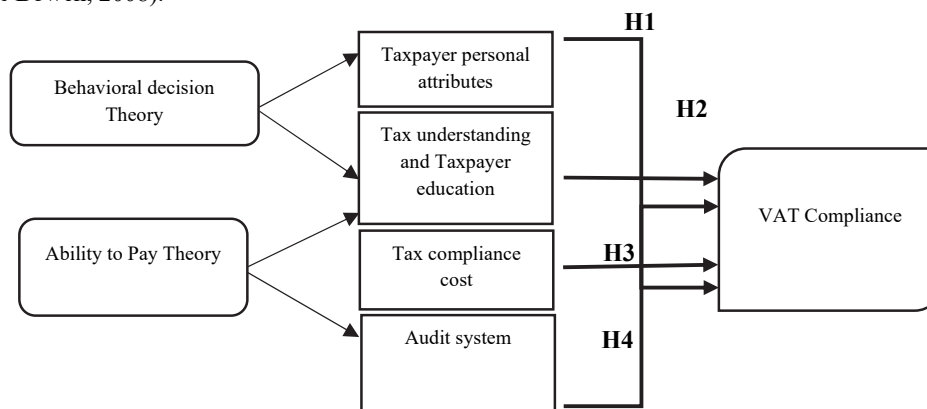 2008).
H1
Taxpayer personal
attributes
Behavioral decision
Theory
H2
Tax understanding
and Taxpayer
education
VAT Compliance
Ability to Pay Theory
Tax compliance
cost
H3
Audit system
H4